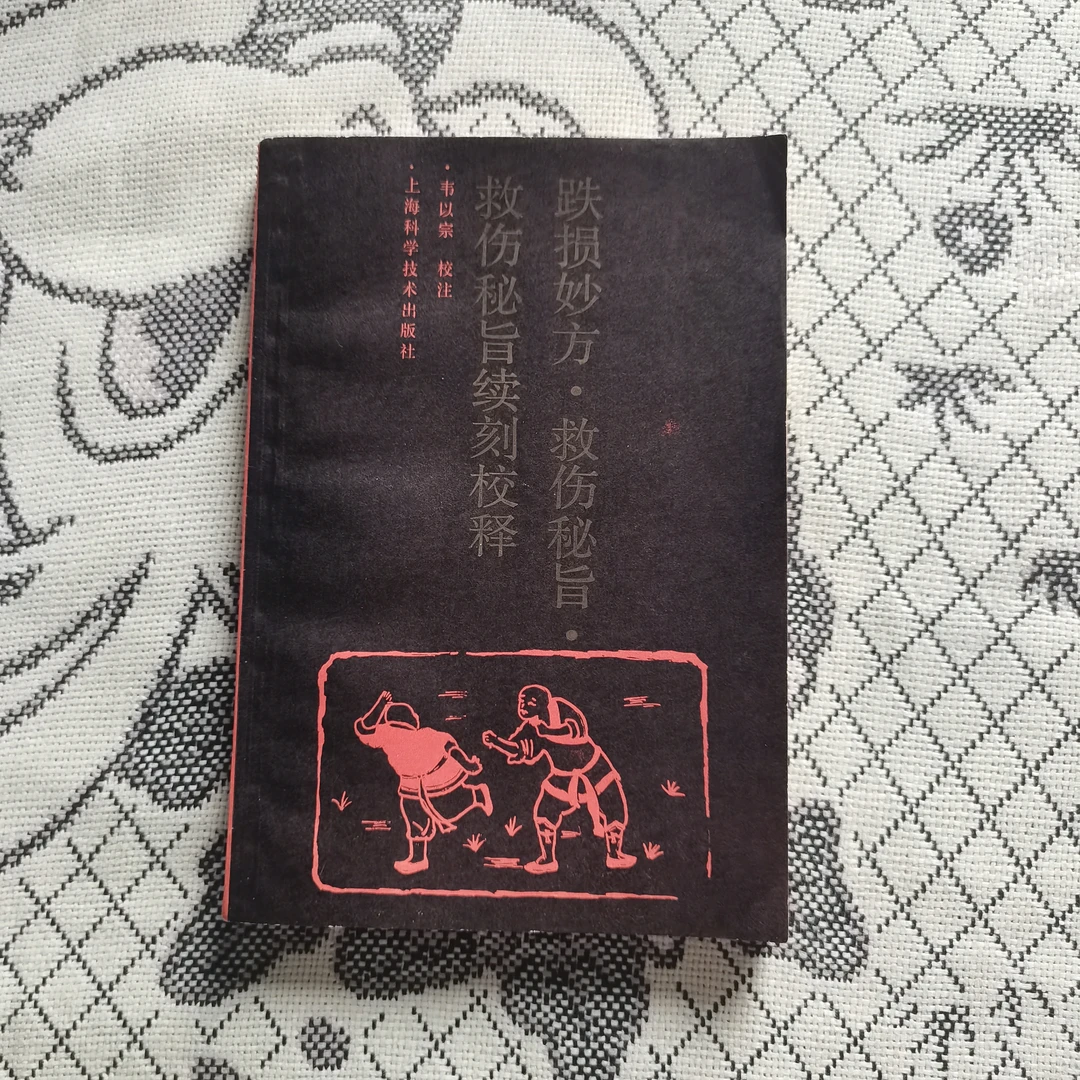 跌损妙方·救伤秘旨·
救伤秘旨续刻校释
·韦以宗 校注
·上海科学技术出版社